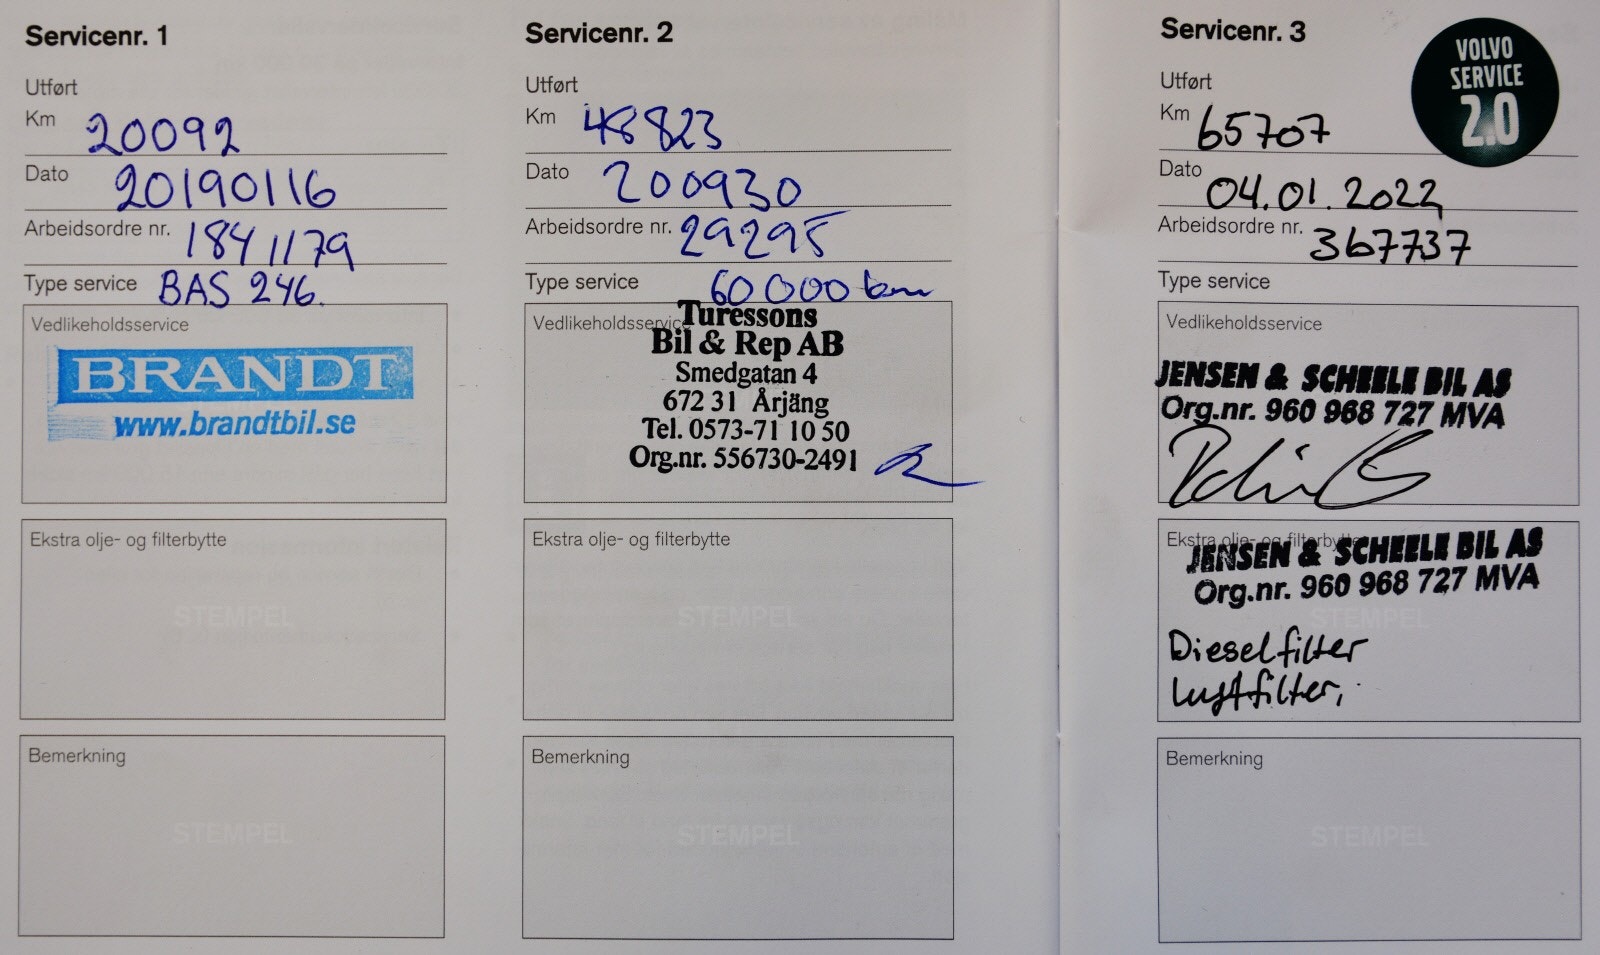 Servicenr. 1
Utført
Km 20092
Dato 20190116
Arbeidsordre nr. 1841179
Type service BAS 246.
Vedlikeholdsservice
BRANDT
www.brandtbil.se
Ekstra olje- og filterbytte
STEMPEL
Bemerkning
STEMPEL
Servicenr. 2
Utført
Km 48823
Dato 200930
Arbeidsordre nr. 29295
Type service 60 000 km
Vedlikeholdsservice
Turessons
Bil & Rep AB
Smedgatan 4
672 31 Årjäng
Tel. 0573-71 10 50
Org.nr. 556730-2491
Ekstra olje- og filterbytte
STEMPEL
Bemerkning
STEMPEL
Servicenr. 3
VOLVO
SERVICE
2.0
Utført
Km 65707
Dato 04.01.2022
Arbeidsordre nr. 367737
Type service
Vedlikeholdsservice
JENSEN & SCHEELE BIL AS
Org.nr. 960 968 727 MVA
Ekstra olje- og filterbytte
JENSEN & SCHEELE BIL AS
Org.nr. 960 968 727 MVA
STEMPEL
Dieselfilter
Luftfilter,
Bemerkning
STEMPEL